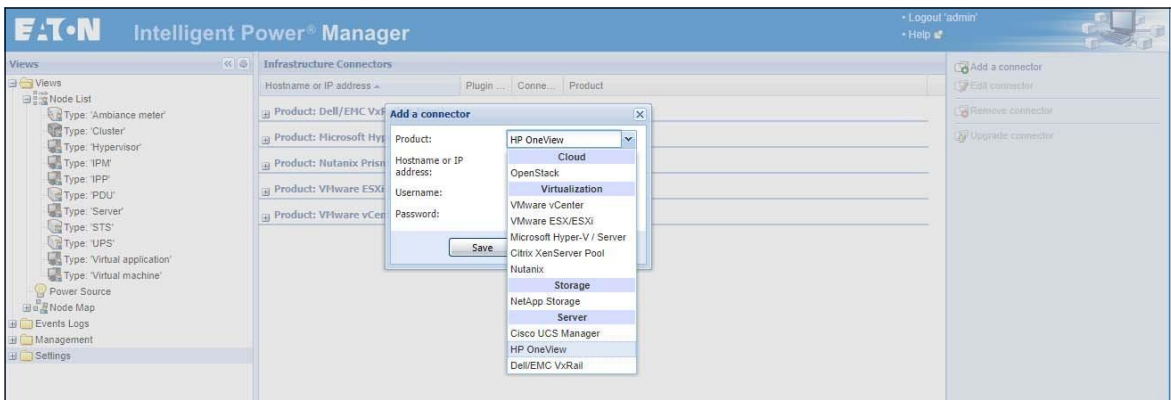 EATON Intelligent Power® Manager
• Logout 'admin'
• Help
Views
Views
Node List
Type: 'Ambiance meter'
Type: 'Cluster'
Type: 'Hypervisor'
Type: 'IPM'
Type: 'IPP'
Type: 'PDU'
Type: 'Server'
Type: 'STS'
Type: 'UPS'
Type: 'Virtual application'
Type: 'Virtual machine'
Power Source
Node Map
Events Logs
Management
Settings
Infrastructure Connectors
Hostname or IP address Plugin ... Conne... Product
Product: Dell/EMC VxR
Product: Microsoft Hyp
Product: Nutanix Prism
Product: VMware ESXi
Product: VMware vCen
Add a connector
Product: HP OneView
Hostname or IP
address:
Username:
Password:
Save
Cloud
OpenStack
Virtualization
VMware vCenter
VMware ESX/ESXi
Microsoft Hyper-V / Server
Citrix XenServer Pool
Nutanix
Storage
NetApp Storage
Server
Cisco UCS Manager
HP OneView
Dell/EMC VxRail
Add a connector
Edit connector
Remove connector
Upgrade connector